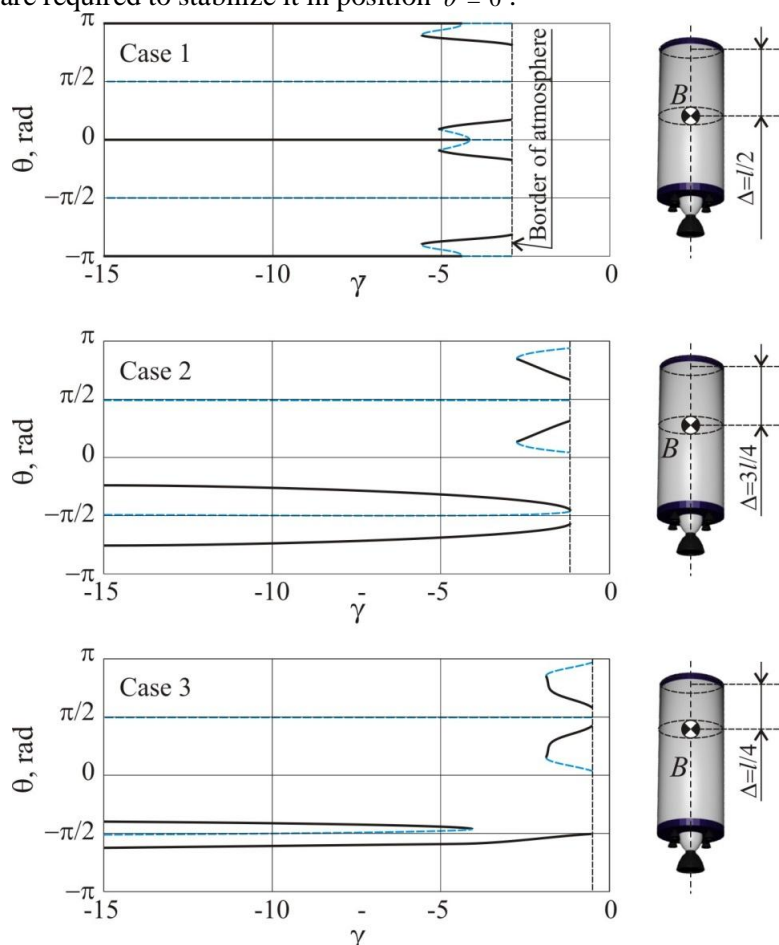 are required to stabilize it in position θ = 0 .
π
Case 1
π/2
θ, rad
0
−π/2
−π
-15
-10
-5
0
γ
Border of atmosphere
B
Δ=l/2
π
Case 2
π/2
θ, rad
0
−π/2
−π
-15
-10
-5
0
γ
B
Δ=3l/4
π
Case 3
π/2
θ, rad
0
−π/2
−π
-15
-10
-5
0
γ
B
Δ=l/4